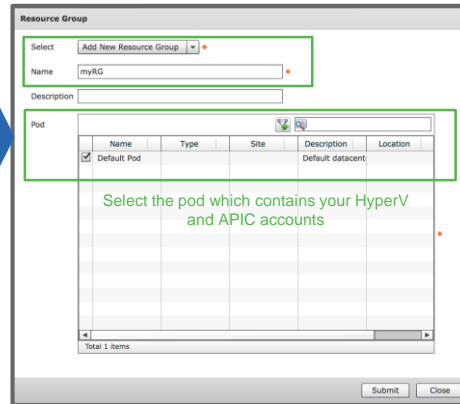 Resource Group
Select Add New Resource Group *
Name myRG *
Description
Pod
Name Type Site Description Location
Default Pod Default datacent
Select the pod which contains your HyperV
and APIC accounts
*
Total 1 items
Submit Close